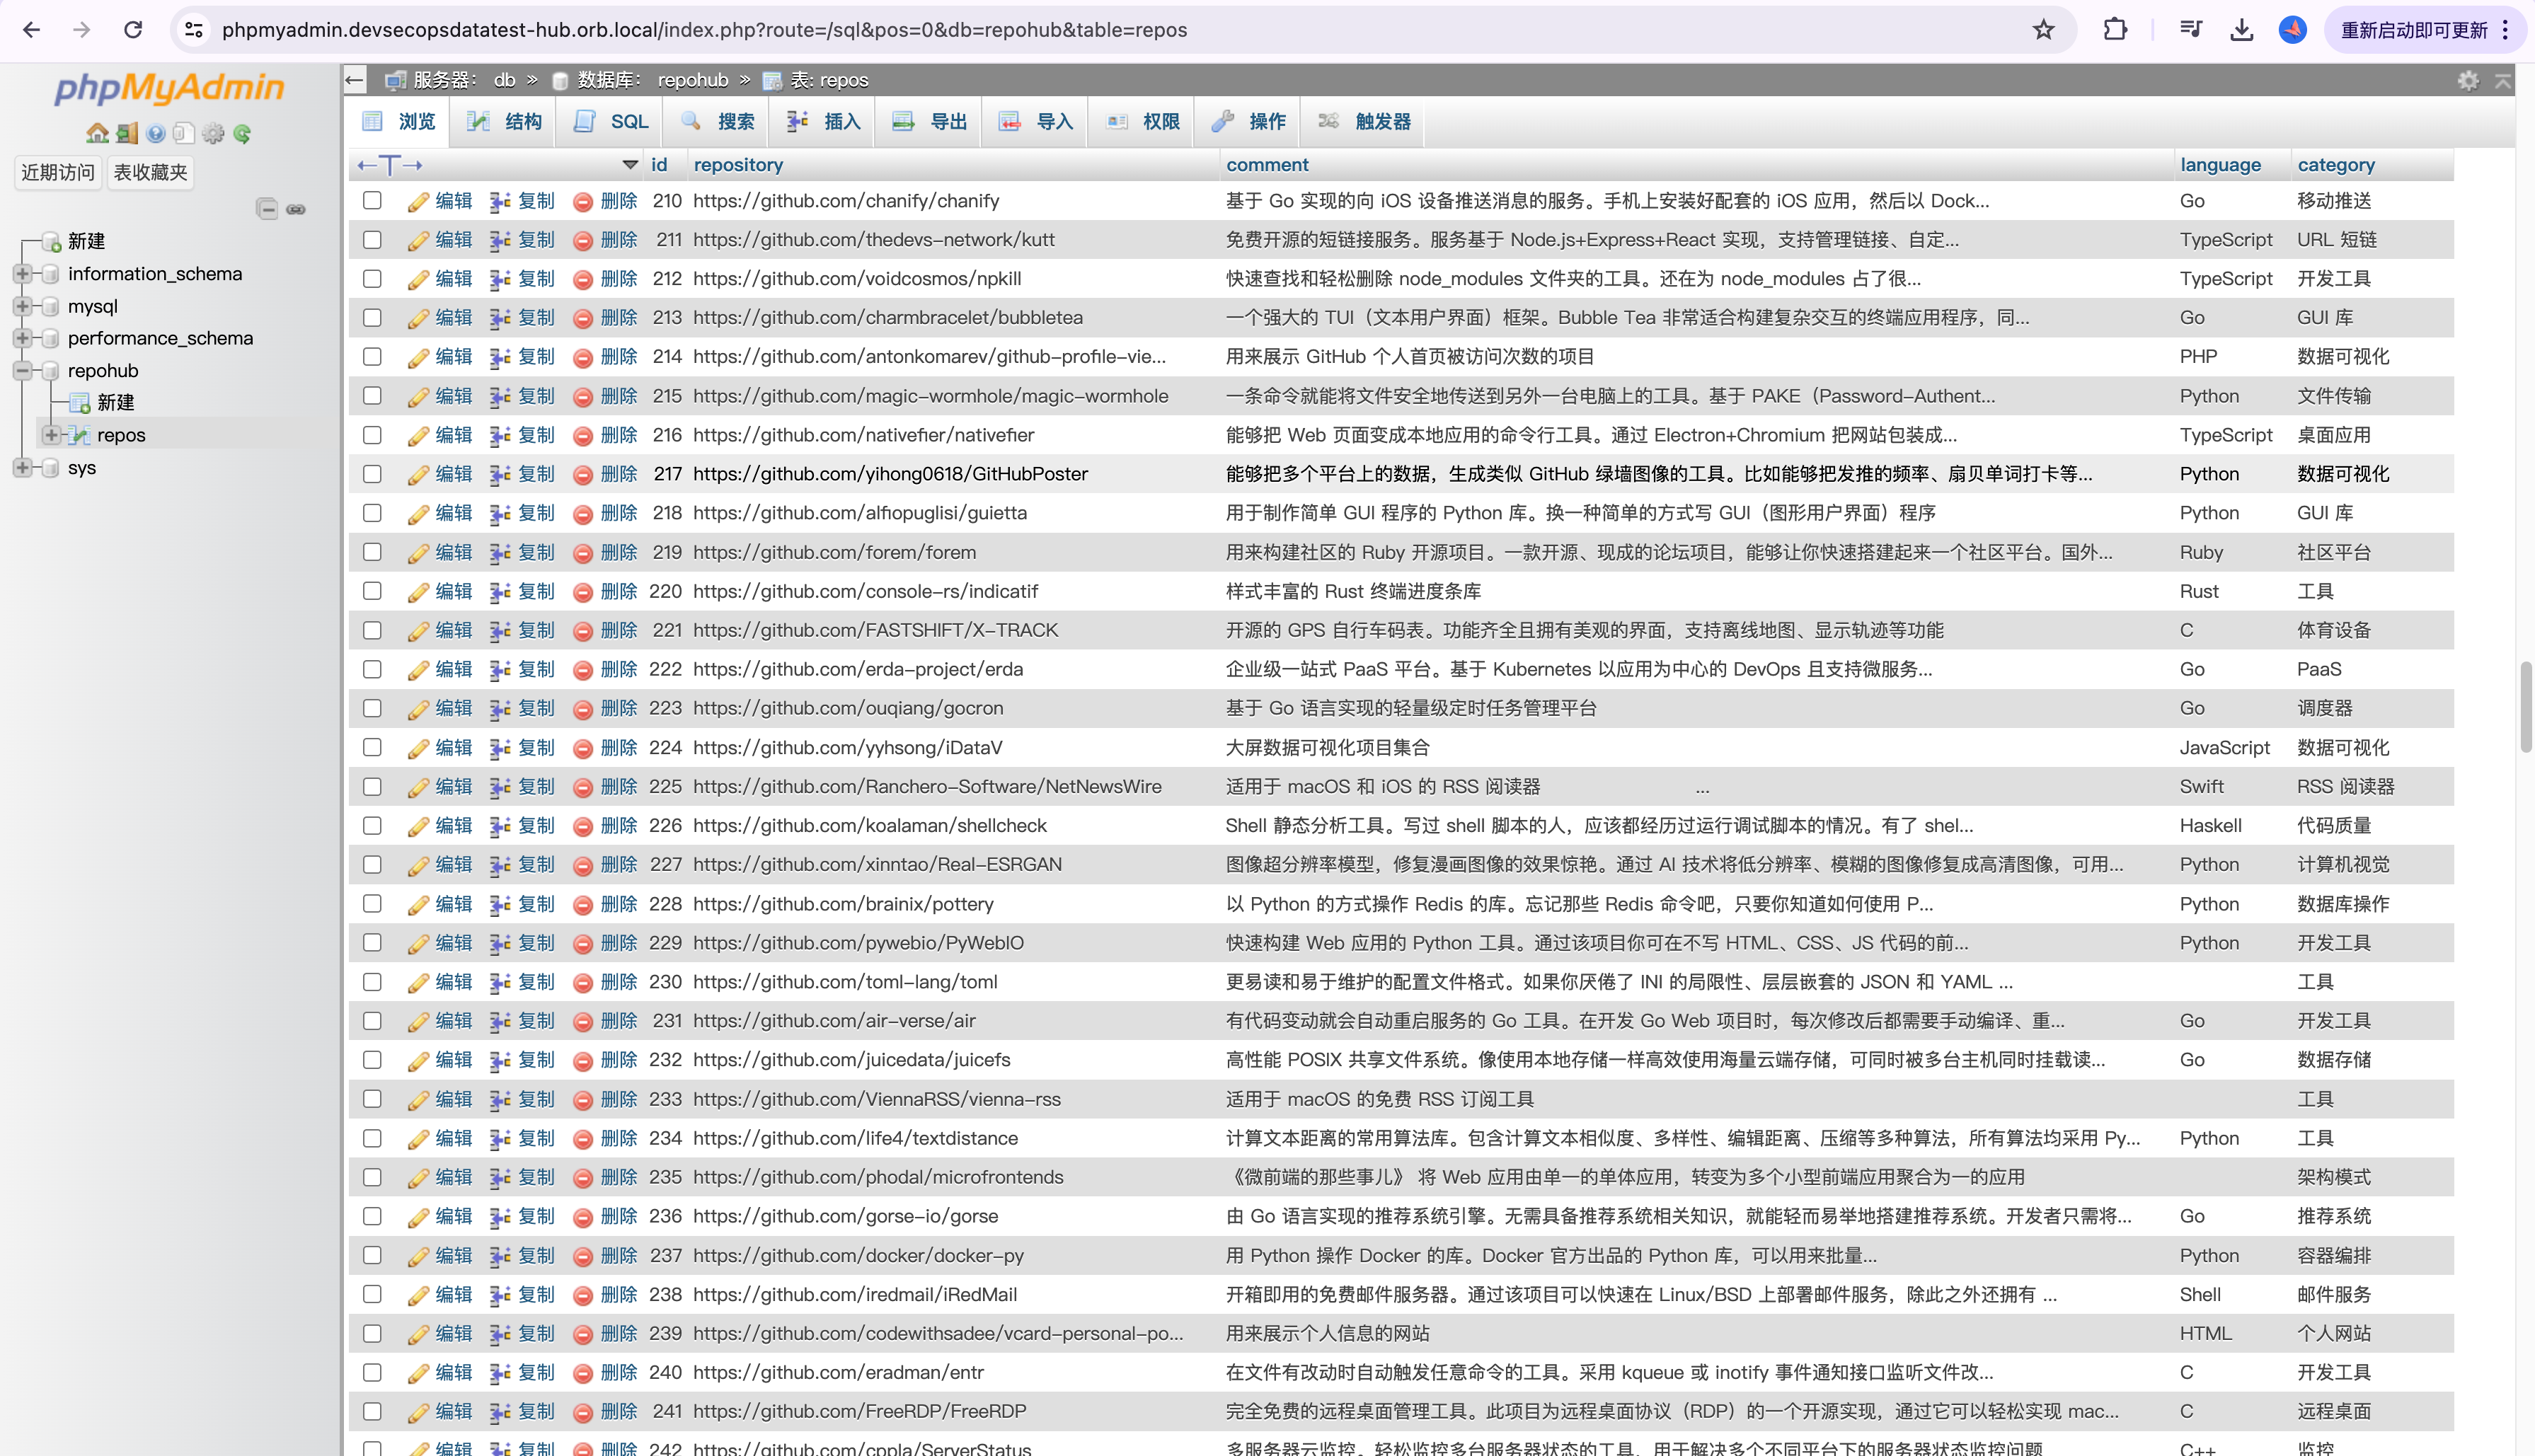 phpmyadmin.devsecopsdatatest-hub.orb.local/index.php?route=/sql&pos=0&db=repohub&table=repos
重新启动即可更新
phpMyAdmin
近期访问 表收藏夹
新建
information_schema
mysql
performance_schema
repohub
新建
repos
sys
服务器: db » 数据库: repohub » 表: repos
浏览 结构 SQL 搜索 插入 导出 导入 权限 操作 触发器
←T→ id repository comment language category
编辑 复制 删除 210 https://github.com/chanify/chanify 基于 Go 实现的向 iOS 设备推送消息的服务。手机上安装好配套的 iOS 应用，然后以 Dock... Go 移动推送
编辑 复制 删除 211 https://github.com/thedevs-network/kutt 免费开源的短链接服务。服务基于 Node.js+Express+React 实现，支持管理链接、自定... TypeScript URL 短链
编辑 复制 删除 212 https://github.com/voidcosmos/npkill 快速查找和轻松删除 node_modules 文件夹的工具。还在为 node_modules 占了很... TypeScript 开发工具
编辑 复制 删除 213 https://github.com/charmbracelet/bubbletea 一个强大的 TUI（文本用户界面）框架。Bubble Tea 非常适合构建复杂交互的终端应用程序，同... Go GUI 库
编辑 复制 删除 214 https://github.com/antonkomarev/github-profile-vie... 用来展示 GitHub 个人首页被访问次数的项目 PHP 数据可视化
编辑 复制 删除 215 https://github.com/magic-wormhole/magic-wormhole 一条命令就能将文件安全地传送到另外一台电脑上的工具。基于 PAKE（Password-Authent... Python 文件传输
编辑 复制 删除 216 https://github.com/nativefier/nativefier 能够把 Web 页面变成本地应用的命令行工具。通过 Electron+Chromium 把网站包装成... TypeScript 桌面应用
编辑 复制 删除 217 https://github.com/yihong0618/GitHubPoster 能够把多个平台上的数据，生成类似 GitHub 绿墙图像的工具。比如能够把发推的频率、扇贝单词打卡等... Python 数据可视化
编辑 复制 删除 218 https://github.com/alfiopuglisi/guietta 用于制作简单 GUI 程序的 Python 库。换一种简单的方式写 GUI（图形用户界面）程序 Python GUI 库
编辑 复制 删除 219 https://github.com/forem/forem 用来构建社区的 Ruby 开源项目。一款开源、现成的论坛项目，能够让你快速搭建起来一个社区平台。国外... Ruby 社区平台
编辑 复制 删除 220 https://github.com/console-rs/indicatif 样式丰富的 Rust 终端进度条库 Rust 工具
编辑 复制 删除 221 https://github.com/FASTSHIFT/X-TRACK 开源的 GPS 自行车码表。功能齐全且拥有美观的界面，支持离线地图、显示轨迹等功能 C 体育设备
编辑 复制 删除 222 https://github.com/erda-project/erda 企业级一站式 PaaS 平台。基于 Kubernetes 以应用为中心的 DevOps 且支持微服务... Go PaaS
编辑 复制 删除 223 https://github.com/ouqiang/gocron 基于 Go 语言实现的轻量级定时任务管理平台 Go 调度器
编辑 复制 删除 224 https://github.com/yyhsong/iDataV 大屏数据可视化项目集合 JavaScript 数据可视化
编辑 复制 删除 225 https://github.com/Ranchero-Software/NetNewsWire 适用于 macOS 和 iOS 的 RSS 阅读器 ... Swift RSS 阅读器
编辑 复制 删除 226 https://github.com/koalaman/shellcheck Shell 静态分析工具。写过 shell 脚本的人，应该都经历过运行调试脚本的情况。有了 shel... Haskell 代码质量
编辑 复制 删除 227 https://github.com/xinntao/Real-ESRGAN 图像超分辨率模型，修复漫画图像的效果惊艳。通过 AI 技术将低分辨率、模糊的图像修复成高清图像，可用... Python 计算机视觉
编辑 复制 删除 228 https://github.com/brainix/pottery 以 Python 的方式操作 Redis 的库。忘记那些 Redis 命令吧，只要你知道如何使用 P... Python 数据库操作
编辑 复制 删除 229 https://github.com/pywebio/PyWebIO 快速构建 Web 应用的 Python 工具。通过该项目你可在不写 HTML、CSS、JS 代码的前... Python 开发工具
编辑 复制 删除 230 https://github.com/toml-lang/toml 更易读和易于维护的配置文件格式。如果你厌倦了 INI 的局限性、层层嵌套的 JSON 和 YAML ... 工具
编辑 复制 删除 231 https://github.com/air-verse/air 有代码变动就会自动重启服务的 Go 工具。在开发 Go Web 项目时，每次修改后都需要手动编译、重... Go 开发工具
编辑 复制 删除 232 https://github.com/juicedata/juicefs 高性能 POSIX 共享文件系统。像使用本地存储一样高效使用海量云端存储，可同时被多台主机同时挂载读... Go 数据存储
编辑 复制 删除 233 https://github.com/ViennaRSS/vienna-rss 适用于 macOS 的免费 RSS 订阅工具 工具
编辑 复制 删除 234 https://github.com/life4/textdistance 计算文本距离的常用算法库。包含计算文本相似度、多样性、编辑距离、压缩等多种算法，所有算法均采用 Py... Python 工具
编辑 复制 删除 235 https://github.com/phodal/microfrontends 《微前端的那些事儿》 将 Web 应用由单一的单体应用，转变为多个小型前端应用聚合为一的应用 架构模式
编辑 复制 删除 236 https://github.com/gorse-io/gorse 由 Go 语言实现的推荐系统引擎。无需具备推荐系统相关知识，就能轻而易举地搭建推荐系统。开发者只需将... Go 推荐系统
编辑 复制 删除 237 https://github.com/docker/docker-py 用 Python 操作 Docker 的库。Docker 官方出品的 Python 库，可以用来批量... Python 容器编排
编辑 复制 删除 238 https://github.com/iredmail/iRedMail 开箱即用的免费邮件服务器。通过该项目可以快速在 Linux/BSD 上部署邮件服务，除此之外还拥有 ... Shell 邮件服务
编辑 复制 删除 239 https://github.com/codewithsadee/vcard-personal-po... 用来展示个人信息的网站 HTML 个人网站
编辑 复制 删除 240 https://github.com/eradman/entr 在文件有改动时自动触发任意命令的工具。采用 kqueue 或 inotify 事件通知接口监听文件改... C 开发工具
编辑 复制 删除 241 https://github.com/FreeRDP/FreeRDP 完全免费的远程桌面管理工具。此项目为远程桌面协议（RDP）的一个开源实现，通过它可以轻松实现 mac... C 远程桌面
编辑 复制 删除 242 https://github.com/cppla/ServerStatus 多服务器云监控。轻松监控多台服务器状态的工具，用于解决多个不同平台下的服务器状态监控问题 C++ 监控